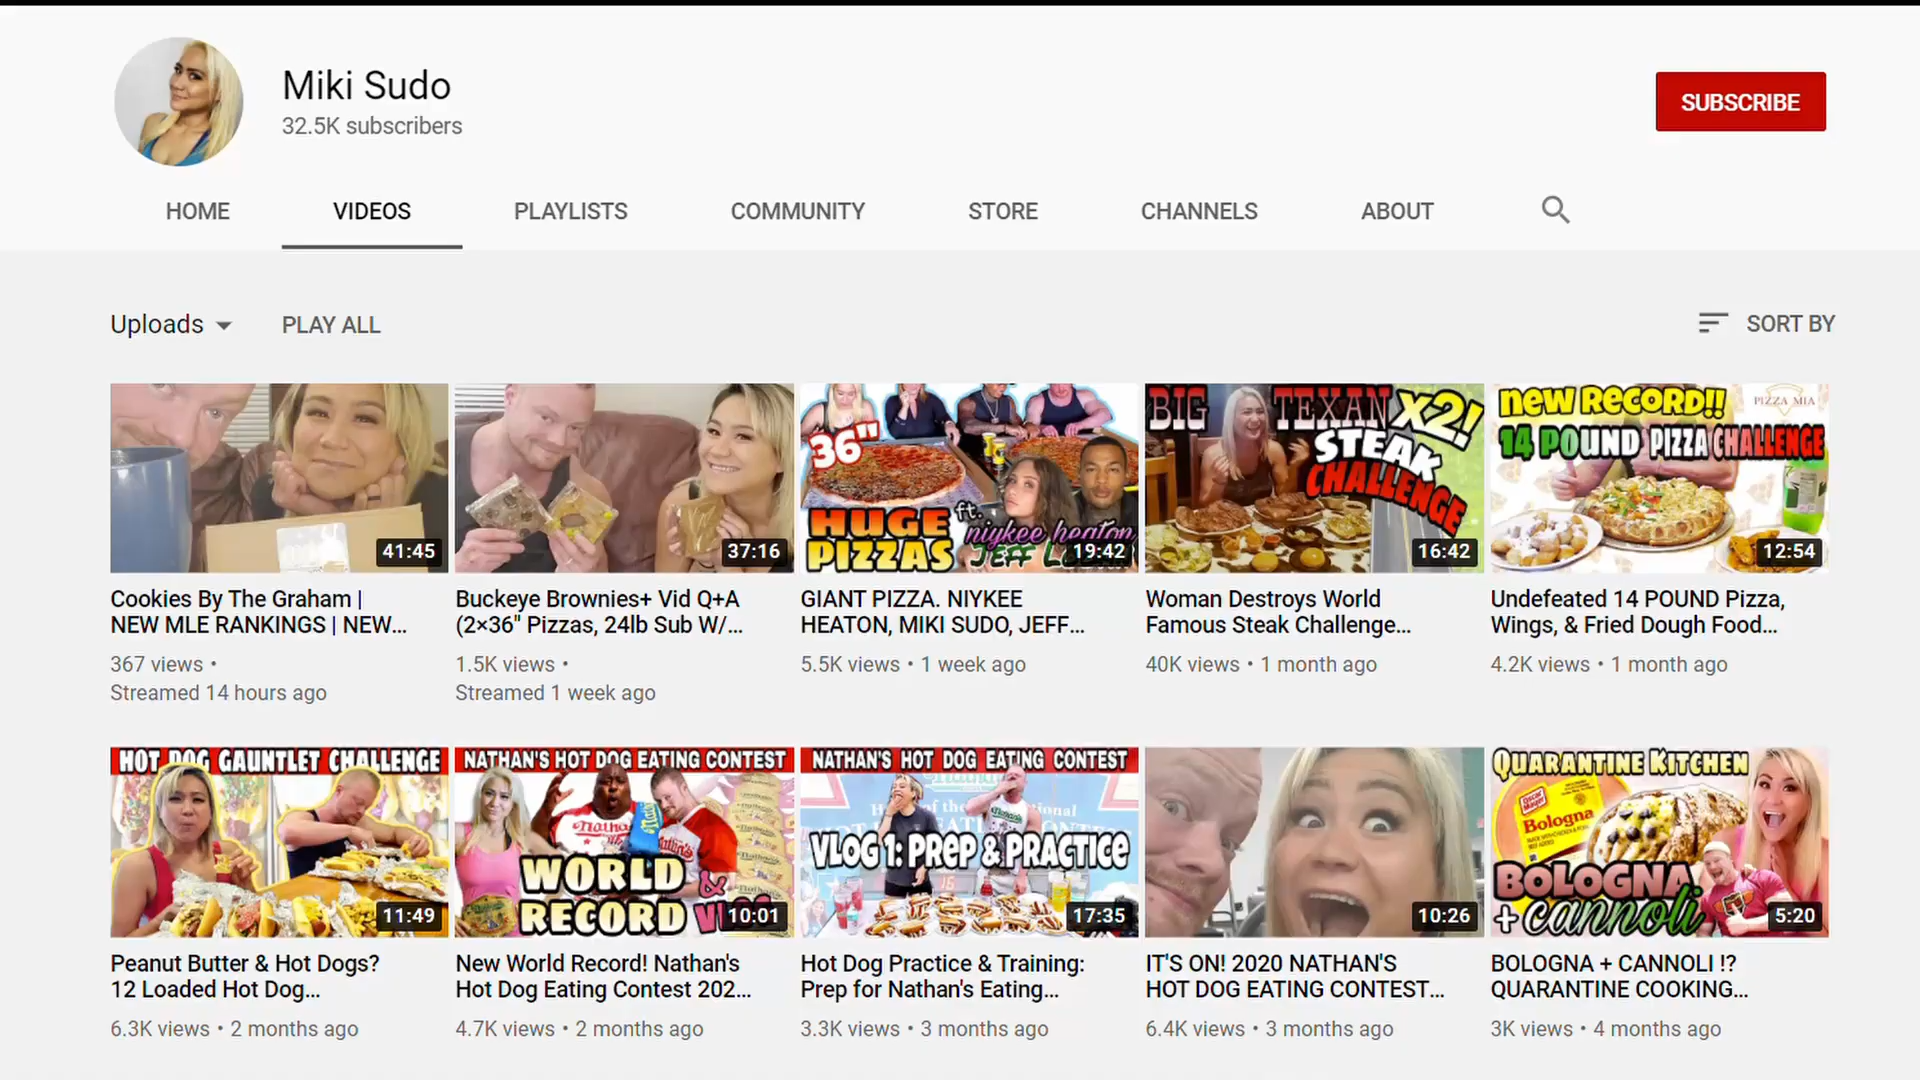 Miki Sudo
32.5K subscribers
SUBSCRIBE
HOME
VIDEOS
PLAYLISTS
COMMUNITY
STORE
CHANNELS
ABOUT
Uploads
PLAY ALL
SORT BY
41:45
37:16
36"
HUGE
PIZZAS
ft.
niykee heaton
JEFF
19:42
BIG TEXAN X2!
STEAK
CHALLENGE
16:42
NEW RECORD!!
PIZZA MIA
14 POUND PIZZA CHALLENGE
12:54
Cookies By The Graham |
NEW MLE RANKINGS | NEW...
367 views •
Streamed 14 hours ago
Buckeye Brownies+ Vid Q+A
(2×36" Pizzas, 24lb Sub W/...
1.5K views •
Streamed 1 week ago
GIANT PIZZA. NIYKEE
HEATON, MIKI SUDO, JEFF...
5.5K views • 1 week ago
Woman Destroys World
Famous Steak Challenge...
40K views • 1 month ago
Undefeated 14 POUND Pizza,
Wings, & Fried Dough Food...
4.2K views • 1 month ago
HOT DOG GAUNTLET CHALLENGE
11:49
NATHAN'S HOT DOG EATING CONTEST
WORLD
RECORD
&
10:01
NATHAN'S HOT DOG EATING CONTEST
VLOG 1: PREP & PRACTICE
17:35
10:26
QUARANTINE KITCHEN
Oscar
Mayer
Bologna
BOLOGNA
+ cannoli
5:20
Peanut Butter & Hot Dogs?
12 Loaded Hot Dog...
6.3K views • 2 months ago
New World Record! Nathan's
Hot Dog Eating Contest 202...
4.7K views • 2 months ago
Hot Dog Practice & Training:
Prep for Nathan's Eating...
3.3K views • 3 months ago
IT'S ON! 2020 NATHAN'S
HOT DOG EATING CONTEST...
6.4K views • 3 months ago
BOLOGNA + CANNOLI !?
QUARANTINE COOKING...
3K views • 4 months ago